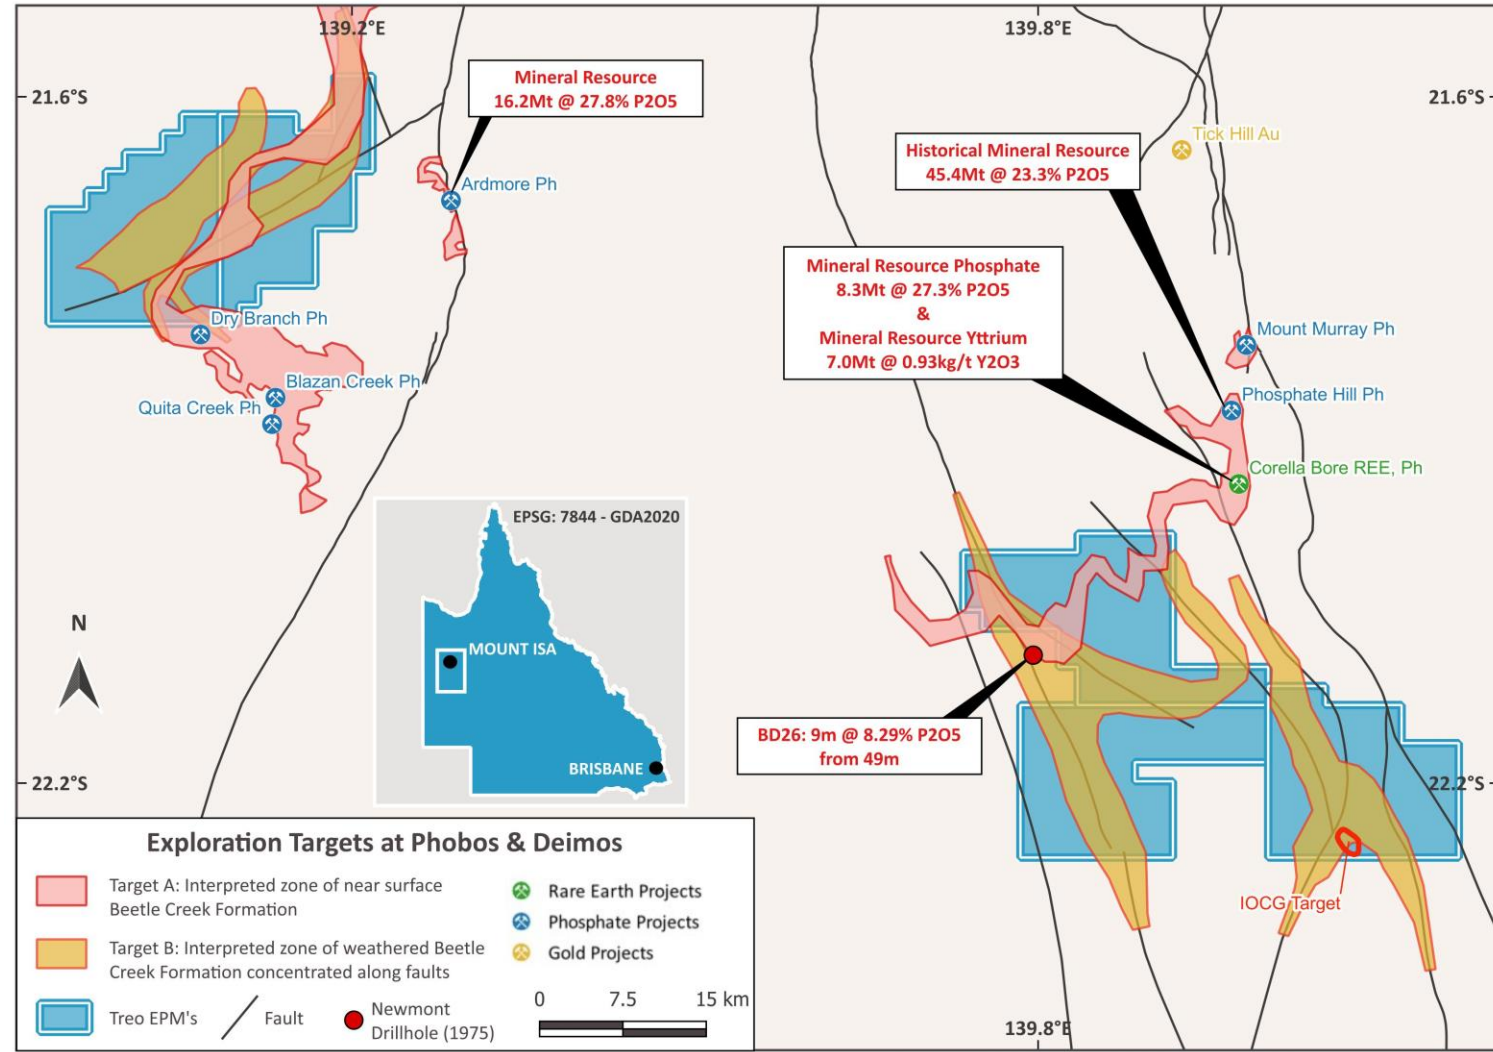 139.2°E
139.8°E
21.6°S
21.6°S
Mineral Resource
16.2Mt @ 27.8% P2O5
Tick Hill Au
Historical Mineral Resource
45.4Mt @ 23.3% P2O5
Ardmore Ph
Mineral Resource Phosphate
8.3Mt @ 27.3% P2O5
&
Mineral Resource Yttrium
7.0Mt @ 0.93kg/t Y2O3
Dry Branch Ph
Mount Murray Ph
Blazan Creek Ph
Quita Creek Ph
Phosphate Hill Ph
Corella Bore REE, Ph
EPSG: 7844 - GDA2020
N
MOUNT ISA
BRISBANE
BD26: 9m @ 8.29% P2O5
from 49m
22.2°S
22.2°S
IOCG Target
139.8°E
Exploration Targets at Phobos & Deimos
Target A: Interpreted zone of near surface
Beetle Creek Formation
Target B: Interpreted zone of weathered Beetle
Creek Formation concentrated along faults
Treo EPM's
Fault
Newmont
Drillhole (1975)
Rare Earth Projects
Phosphate Projects
Gold Projects
0 7.5 15 km